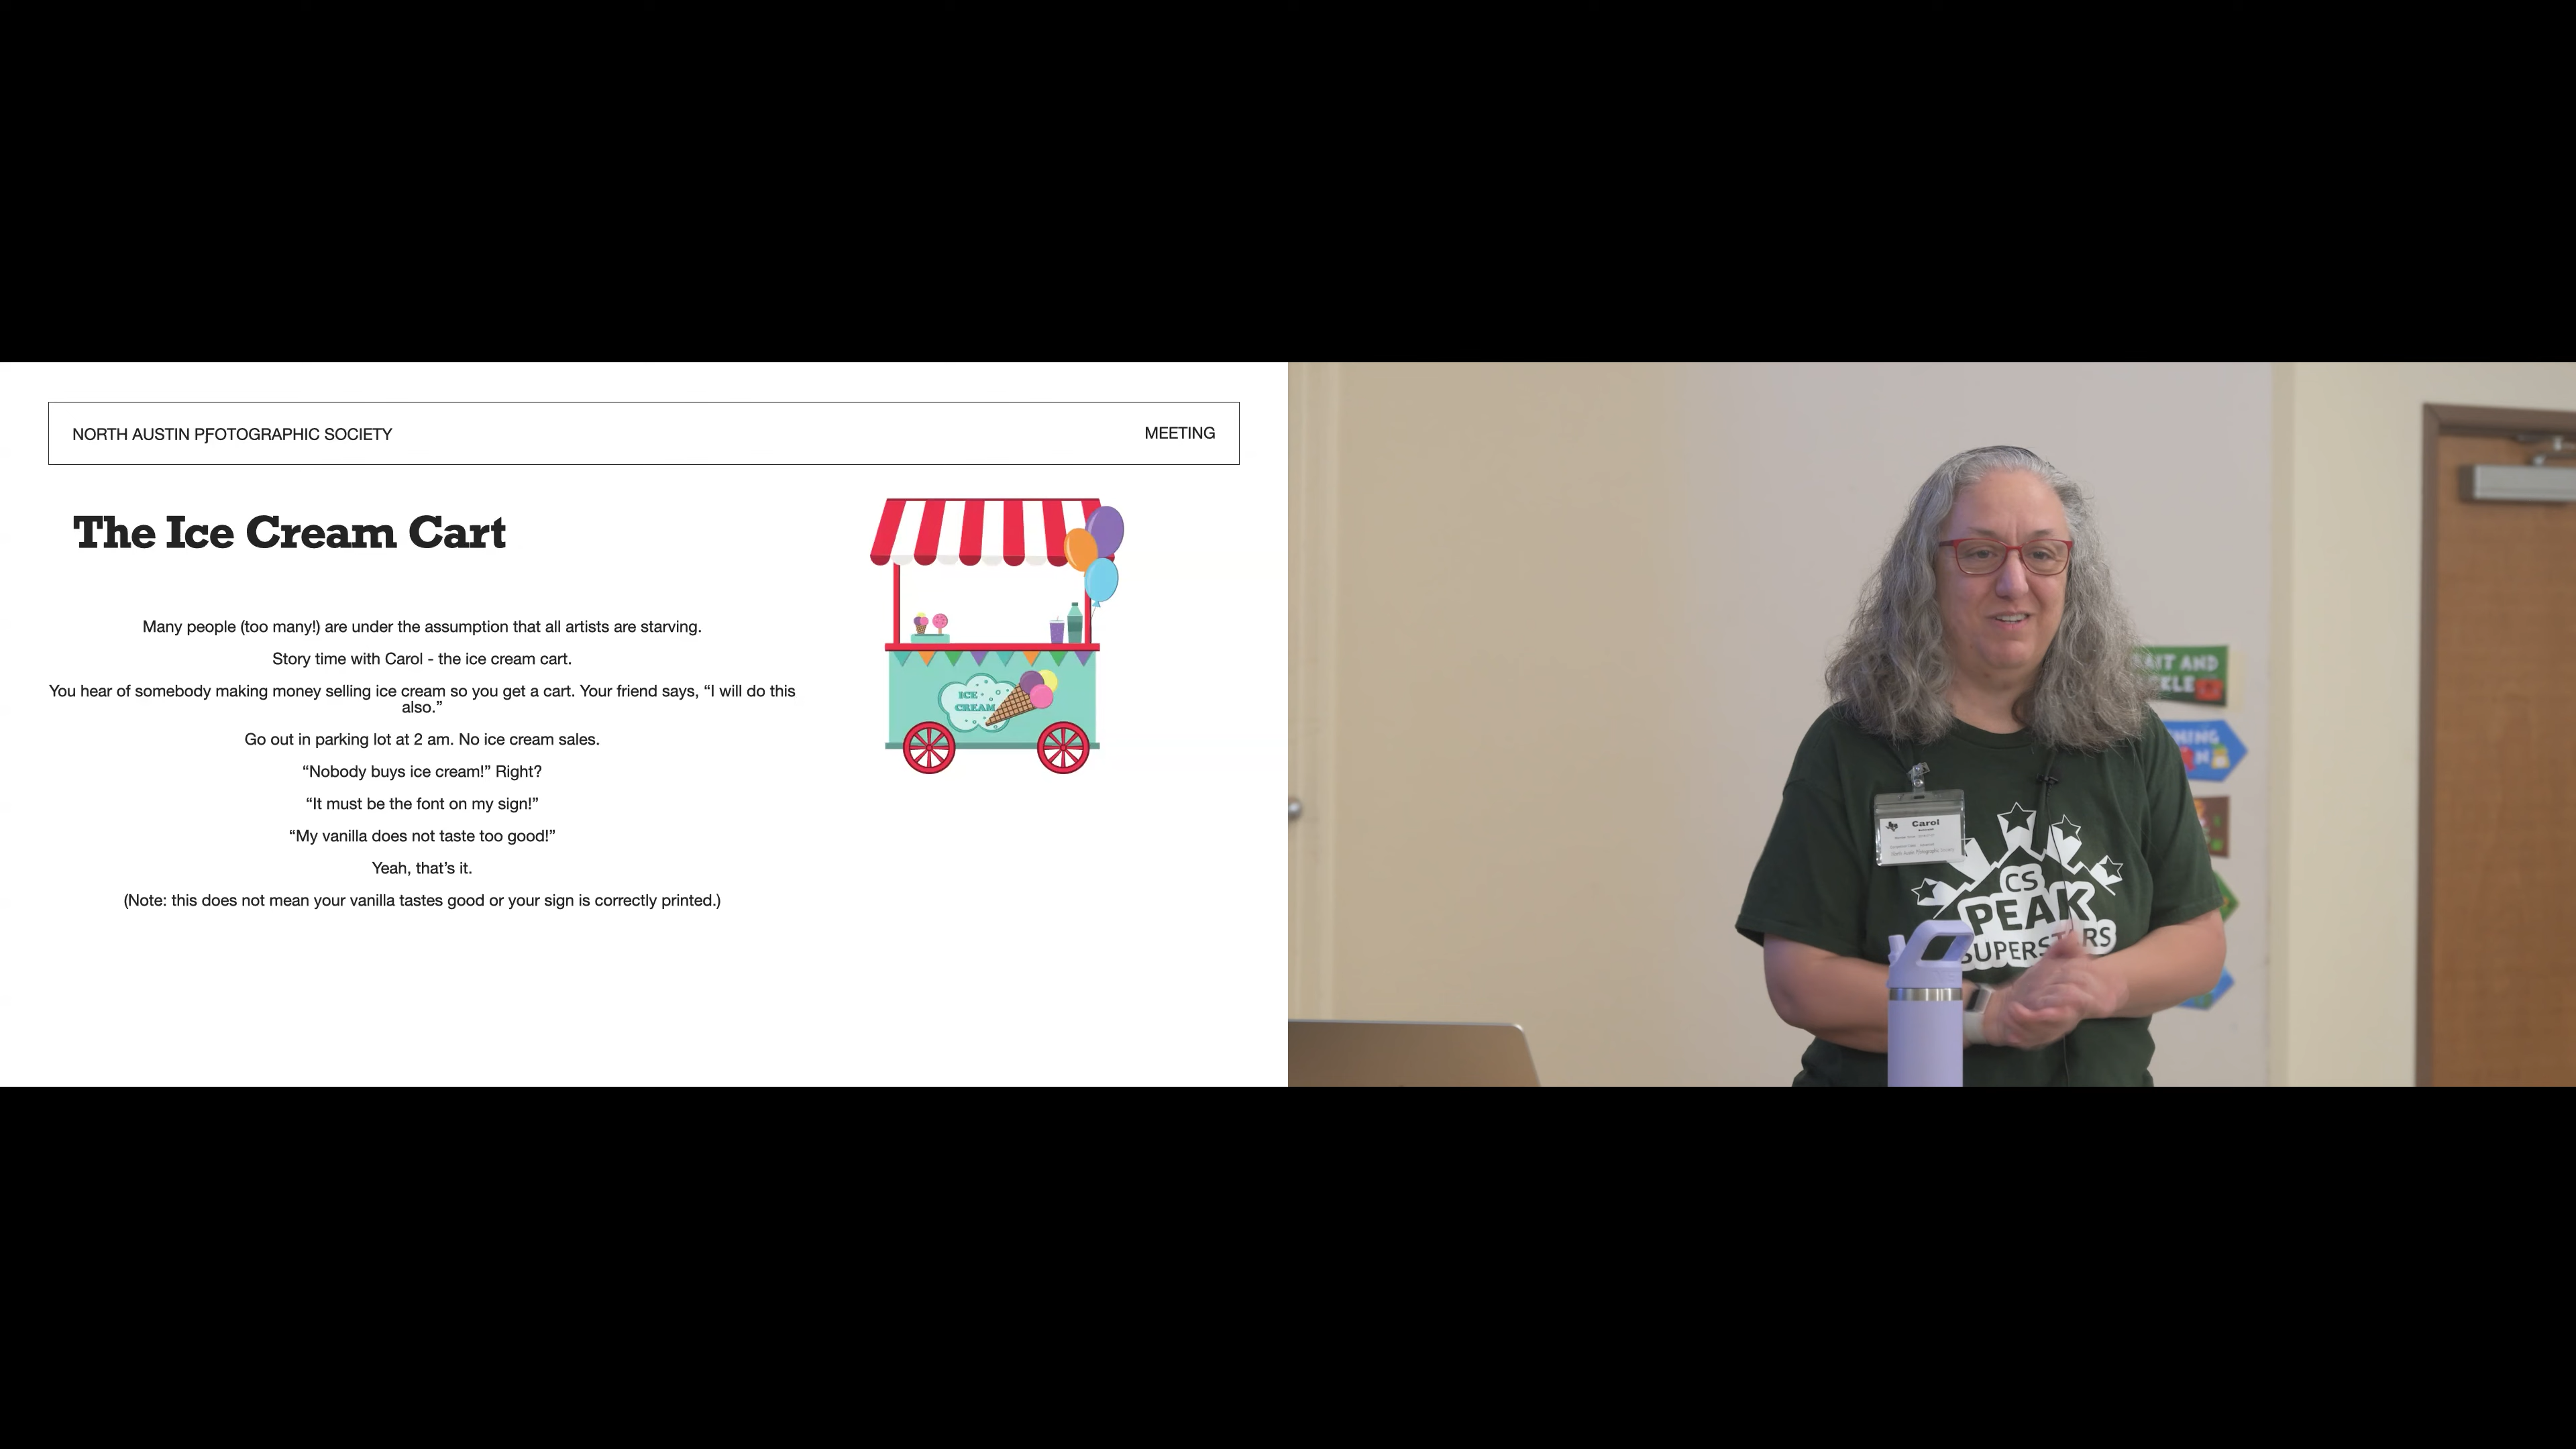 NORTH AUSTIN PƑOTOGRAPHIC SOCIETY
MEETING
The Ice Cream Cart
Many people (too many!) are under the assumption that all artists are starving.
Story time with Carol - the ice cream cart.
You hear of somebody making money selling ice cream so you get a cart. Your friend says, “I will do this
also.”
Go out in parking lot at 2 am. No ice cream sales.
“Nobody buys ice cream!” Right?
“It must be the font on my sign!”
“My vanilla does not taste too good!”
Yeah, that’s it.
(Note: this does not mean your vanilla tastes good or your sign is correctly printed.)
ICE
CREAM
Carol
CS
PEAK
SUPERSTARS
AND